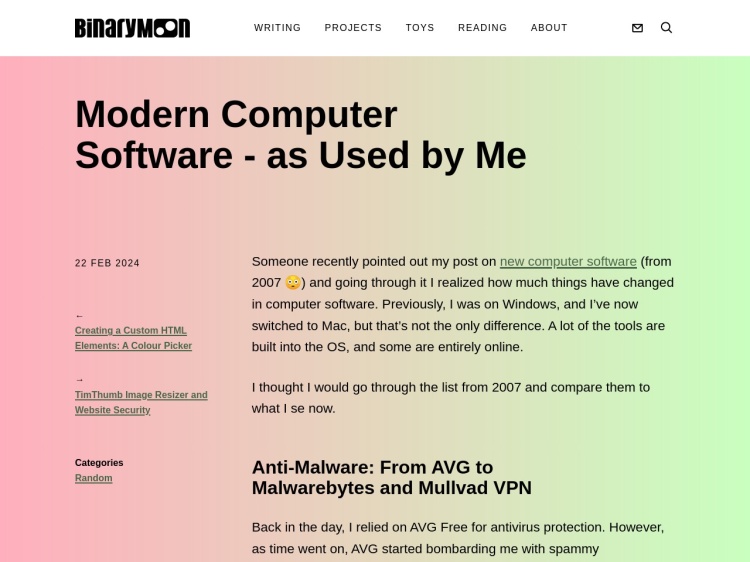 BinaryMoon
WRITING PROJECTS TOYS READING ABOUT
Modern Computer
Software - as Used by Me
22 FEB 2024
←
Creating a Custom HTML
Elements: A Colour Picker
→
TimThumb Image Resizer and
Website Security
Categories
Random
Someone recently pointed out my post on new computer software (from
2007 😳) and going through it I realized how much things have changed
in computer software. Previously, I was on Windows, and I’ve now
switched to Mac, but that’s not the only difference. A lot of the tools are
built into the OS, and some are entirely online.
I thought I would go through the list from 2007 and compare them to
what I se now.
Anti-Malware: From AVG to
Malwarebytes and Mullvad VPN
Back in the day, I relied on AVG Free for antivirus protection. However,
as time went on, AVG started bombarding me with spammy